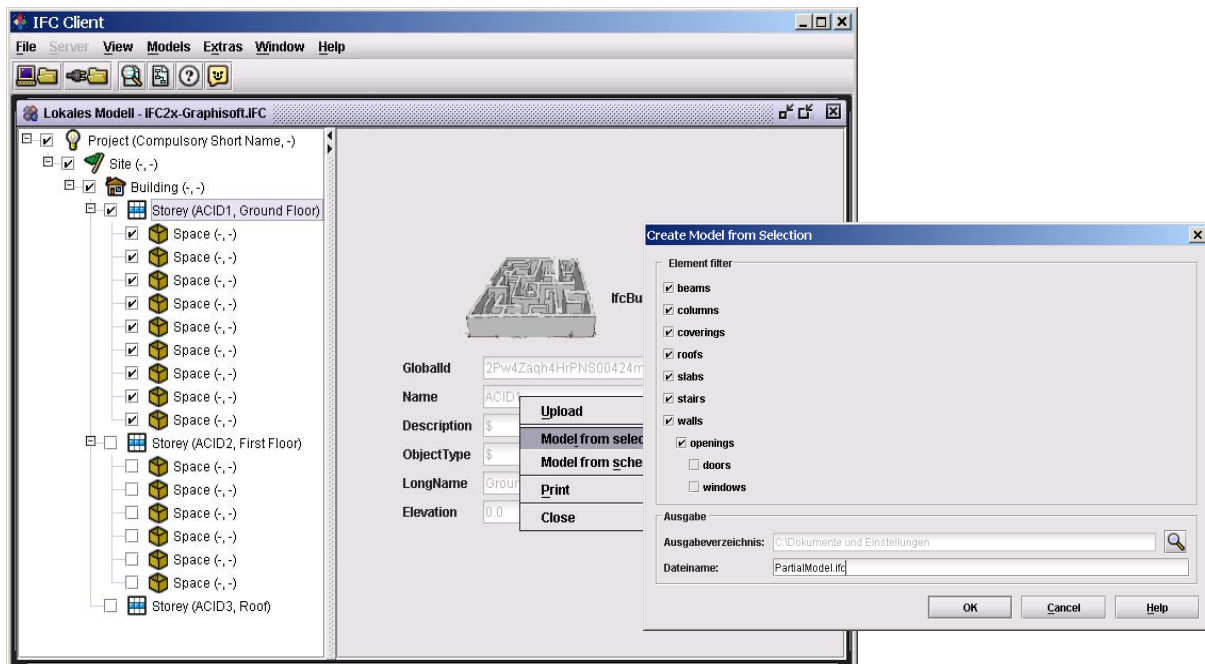 IFC Client
File Server View Models Extras Window Help
Lokales Modell - IFC2x-Graphisoft.IFC
Project (Compulsory Short Name, -)
Site (-, -)
Building (-, -)
Storey (ACID1, Ground Floor)
Space (-, -)
Space (-, -)
Space (-, -)
Space (-, -)
Space (-, -)
Space (-, -)
Space (-, -)
Space (-, -)
Space (-, -)
Storey (ACID2, First Floor)
Space (-, -)
Space (-, -)
Space (-, -)
Space (-, -)
Space (-, -)
Space (-, -)
Storey (ACID3, Roof)
IfcBu
GlobalId 2Pw4Zaqh4HrPNS00424m
Name ACID1
Description $
ObjectType $
LongName Groun
Elevation 0.0
Upload
Model from selec
Model from sche
Print
Close
Create Model from Selection
Element filter
beams
columns
coverings
roofs
slabs
stairs
walls
openings
doors
windows
Ausgabe
Ausgabeverzeichnis: C:\Dokumente und Einstellungen
Dateiname: PartialModel.ifc
OK Cancel Help